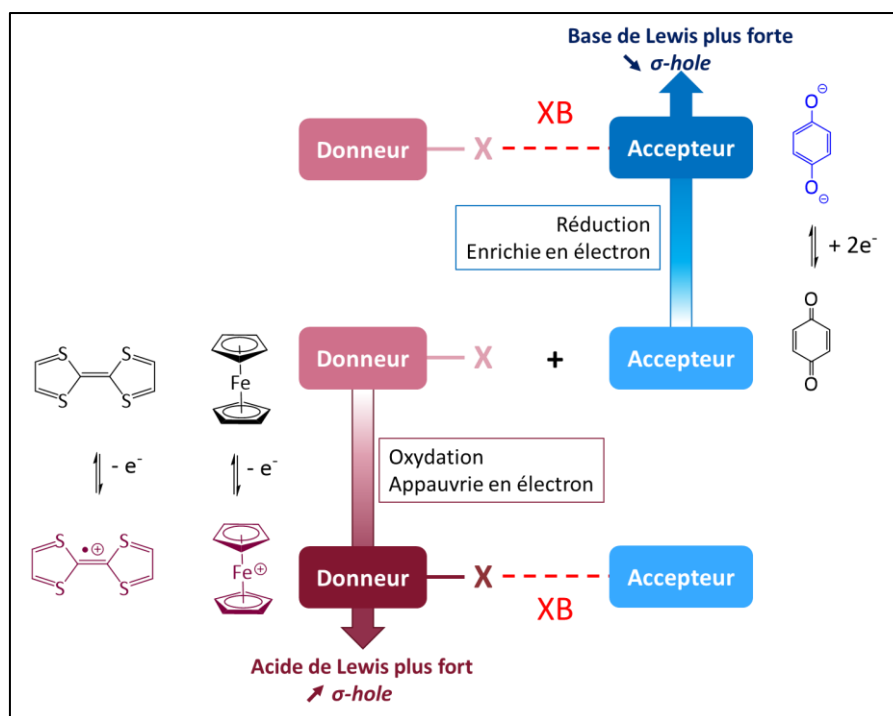 Base de Lewis plus forte
↘ σ-hole
XB
Donneur X Accepteur
O⊖
O⊖
Réduction
Enrichie en électron
+ 2e⁻
Donneur X + Accepteur
O
O
S S
S S
Fe
- e⁻
- e⁻
Oxydation
Appauvrie en électron
S •⊕ S
S S
Fe⊕
Donneur X Accepteur
XB
Acide de Lewis plus fort
↗ σ-hole